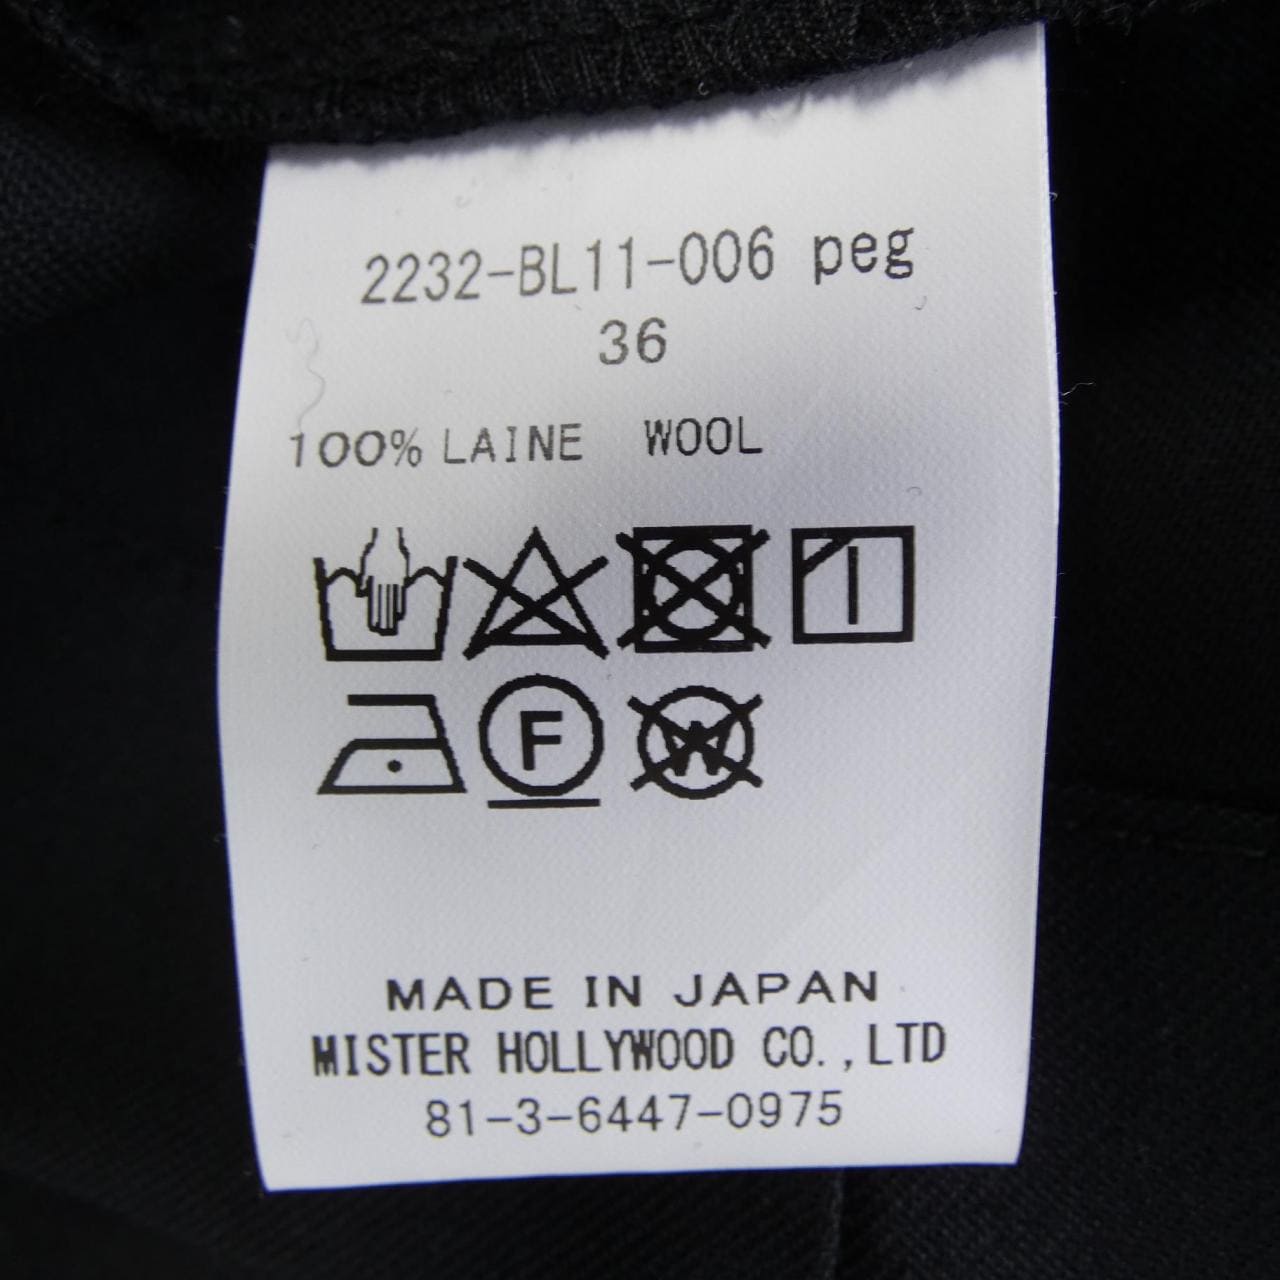 2232-BL11-006 peg
36
100% LAINE WOOL
F W
MADE IN JAPAN
MISTER HOLLYWOOD CO.,LTD
81-3-6447-0975